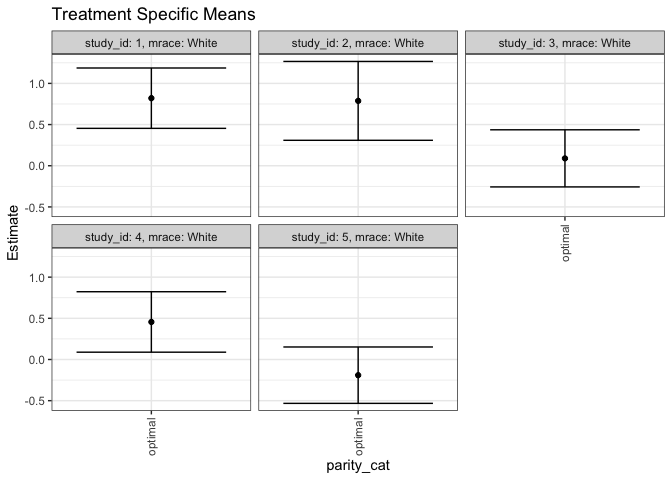 Treatment Specific Means
study_id: 1, mrace: White
study_id: 2, mrace: White
study_id: 3, mrace: White
1.0
0.5
0.0
-0.5
Estimate
study_id: 4, mrace: White
study_id: 5, mrace: White
optimal
1.0
0.5
0.0
-0.5
optimal
optimal
parity_cat